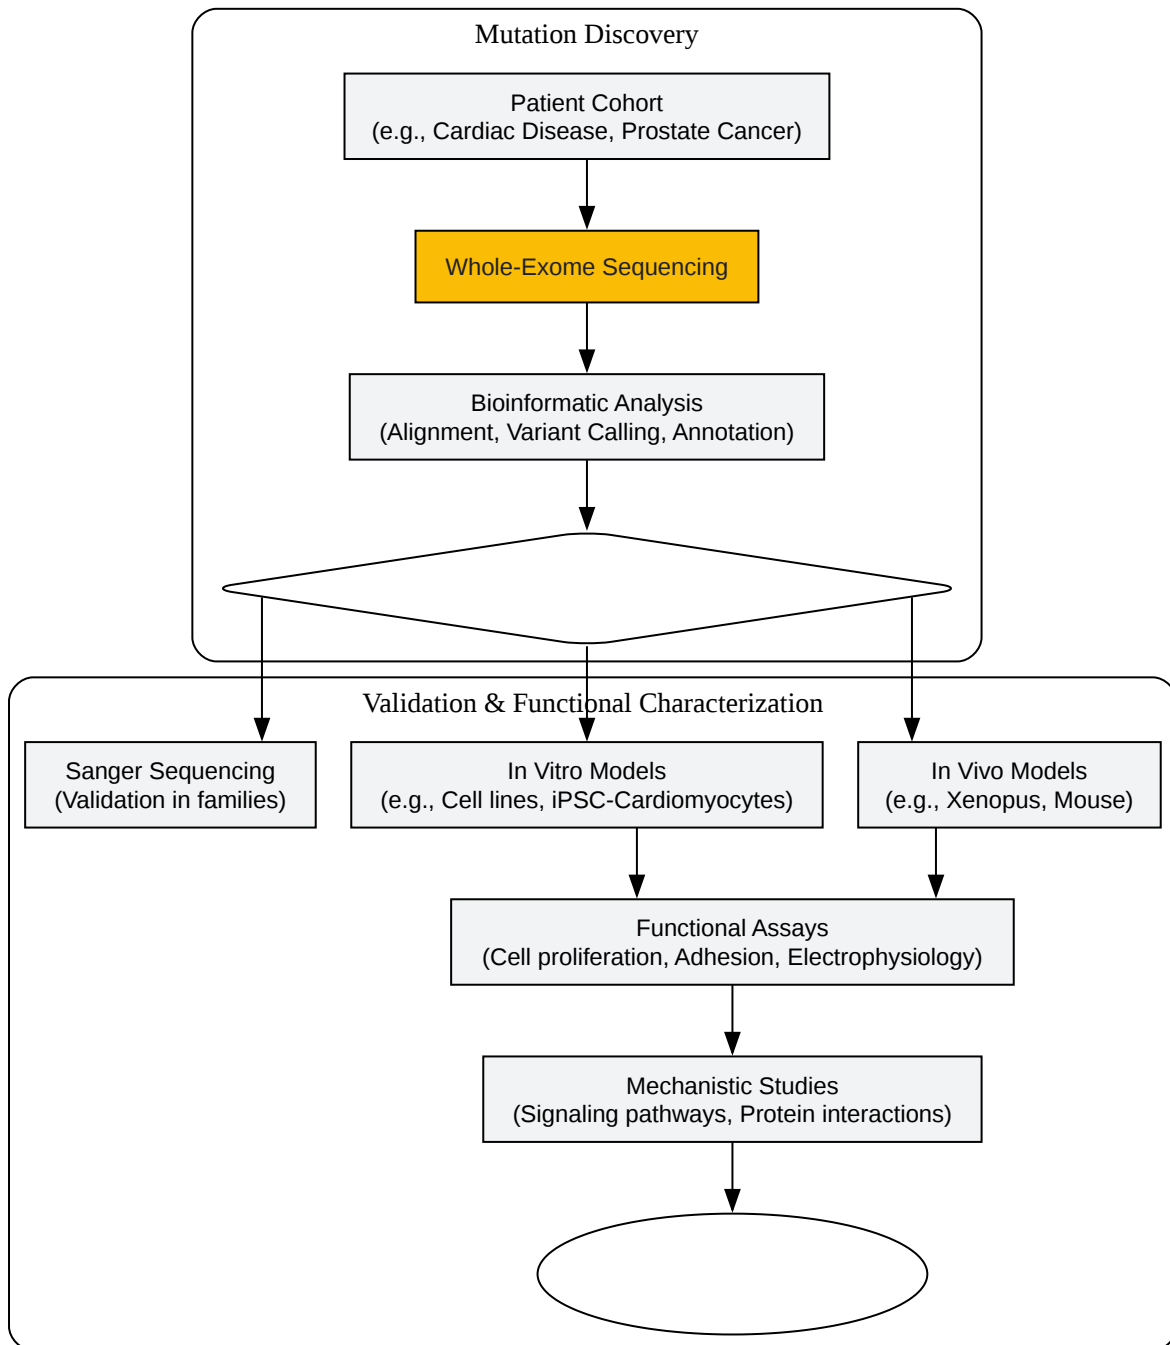 Mutation Discovery
Patient Cohort
(e.g., Cardiac Disease, Prostate Cancer)
Whole-Exome Sequencing
Bioinformatic Analysis
(Alignment, Variant Calling, Annotation)
Validation & Functional Characterization
Sanger Sequencing
(Validation in families)
In Vitro Models
(e.g., Cell lines, iPSC-Cardiomyocytes)
In Vivo Models
(e.g., Xenopus, Mouse)
Functional Assays
(Cell proliferation, Adhesion, Electrophysiology)
Mechanistic Studies
(Signaling pathways, Protein interactions)